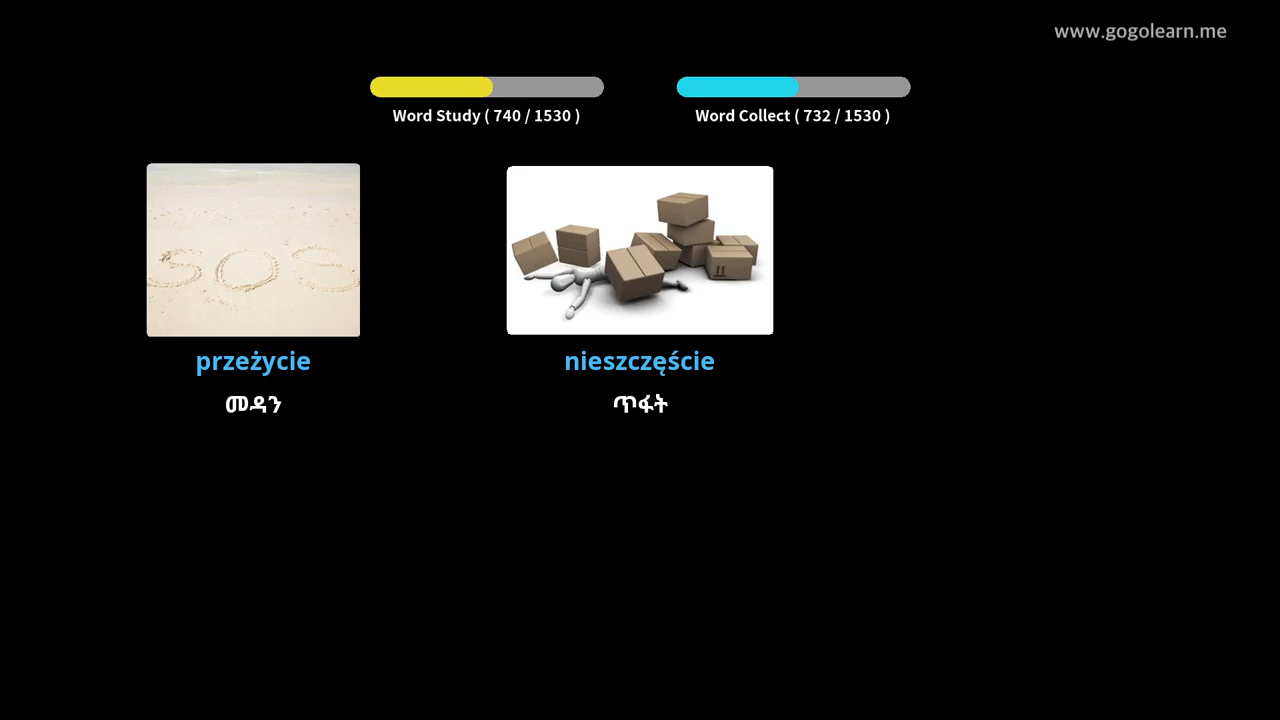 www.gogolearn.me
Word Study ( 740 / 1530 )
Word Collect ( 732 / 1530 )
SOS
przeżycie
nieszczęście
መዳን
ጥፋት